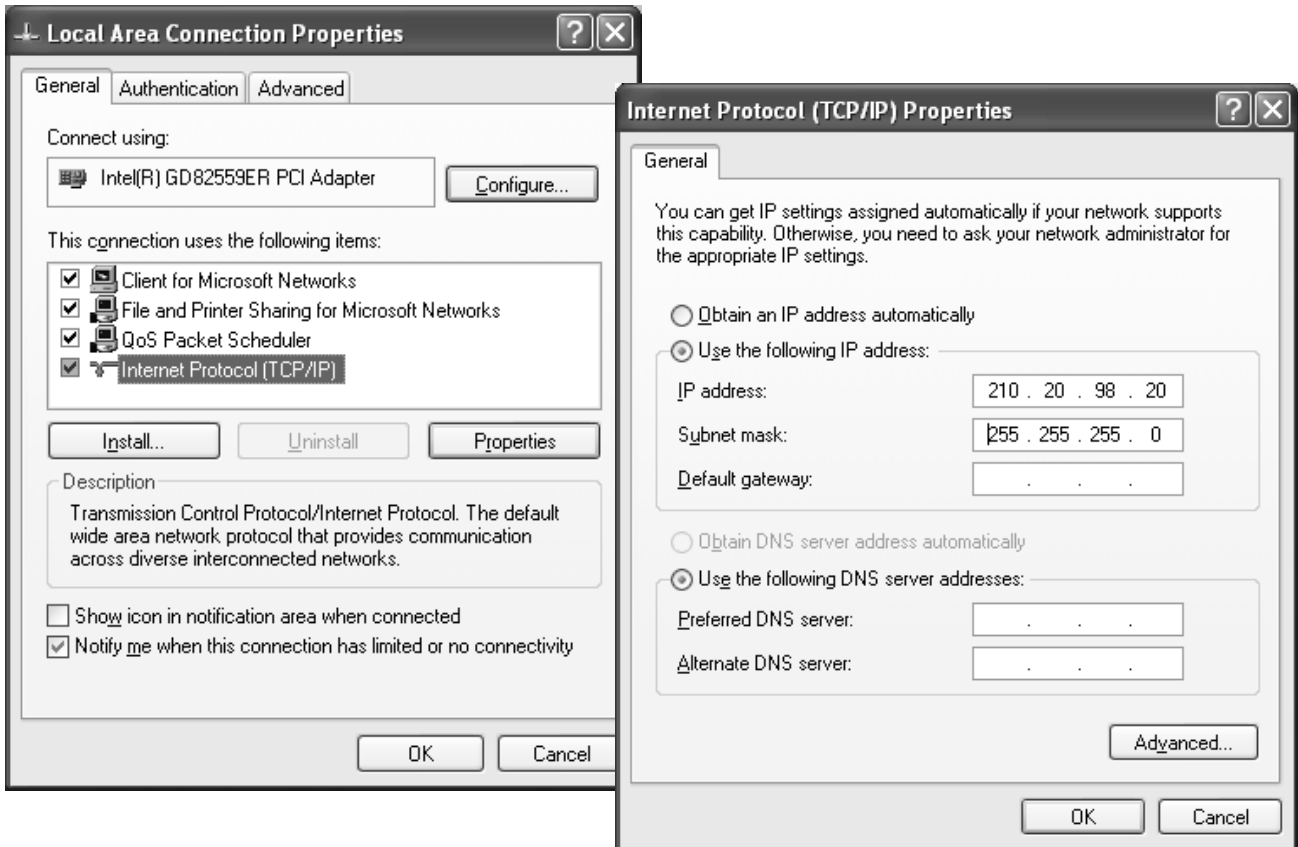 Local Area Connection Properties
General
Authentication
Advanced
Connect using:
Intel(R) GD82559ER PCI Adapter
Configure...
This connection uses the following items:
Client for Microsoft Networks
File and Printer Sharing for Microsoft Networks
QoS Packet Scheduler
Internet Protocol (TCP/IP)
Install...
Uninstall
Properties
Description
Transmission Control Protocol/Internet Protocol. The default
wide area network protocol that provides communication
across diverse interconnected networks.
Show icon in notification area when connected
Notify me when this connection has limited or no connectivity
OK
Cancel
Internet Protocol (TCP/IP) Properties
General
You can get IP settings assigned automatically if your network supports
this capability. Otherwise, you need to ask your network administrator for
the appropriate IP settings.
Obtain an IP address automatically
Use the following IP address:
IP address: 210 . 20 . 98 . 20
Subnet mask: 255 . 255 . 255 . 0
Default gateway: . . .
Obtain DNS server address automatically
Use the following DNS server addresses:
Preferred DNS server: . . .
Alternate DNS server: . . .
Advanced...
OK
Cancel